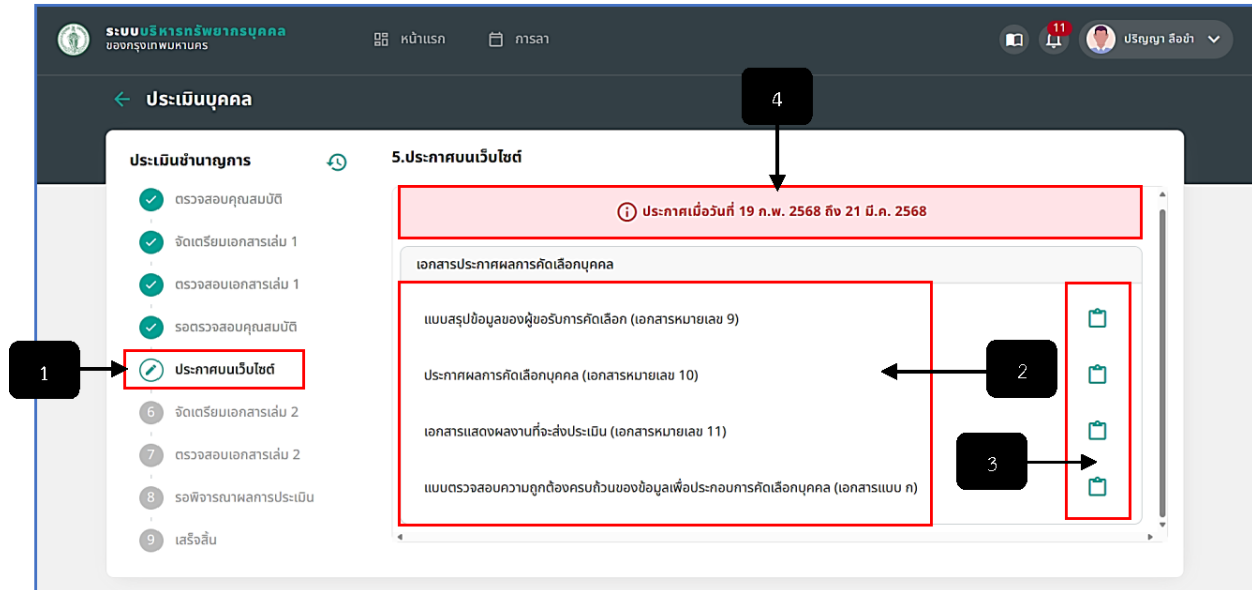 ระบบบริหารทรัพยากรบุคคล
ของกรุงเทพมหานคร
หน้าแรก
การลา
11
ปริญญา ลือขำ
ประเมินบุคคล
4
ประเมินชำนาญการ
5.ประกาศบนเว็บไซต์
ตรวจสอบคุณสมบัติ
จัดเตรียมเอกสารเล่ม 1
ตรวจสอบเอกสารเล่ม 1
รอตรวจสอบคุณสมบัติ
1
ประกาศบนเว็บไซต์
6 จัดเตรียมเอกสารเล่ม 2
7 ตรวจสอบเอกสารเล่ม 2
8 รอพิจารณาผลการประเมิน
9 เสร็จสิ้น
ประกาศเมื่อวันที่ 19 ก.พ. 2568 ถึง 21 มี.ค. 2568
เอกสารประกาศผลการคัดเลือกบุคคล
แบบสรุปข้อมูลของผู้ขอรับการคัดเลือก (เอกสารหมายเลข 9)
ประกาศผลการคัดเลือกบุคคล (เอกสารหมายเลข 10)
2
เอกสารแสดงผลงานที่จะส่งประเมิน (เอกสารหมายเลข 11)
3
แบบตรวจสอบความถูกต้องครบถ้วนของข้อมูลเพื่อประกอบการคัดเลือกบุคคล (เอกสารแบบ ก)